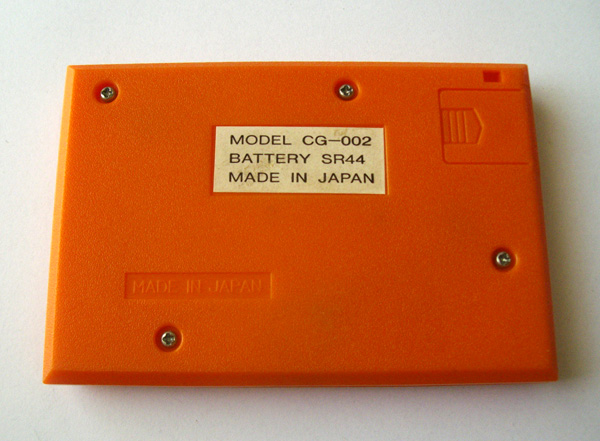 MODEL CG-002
BATTERY SR44
MADE IN JAPAN
MADE IN JAPAN